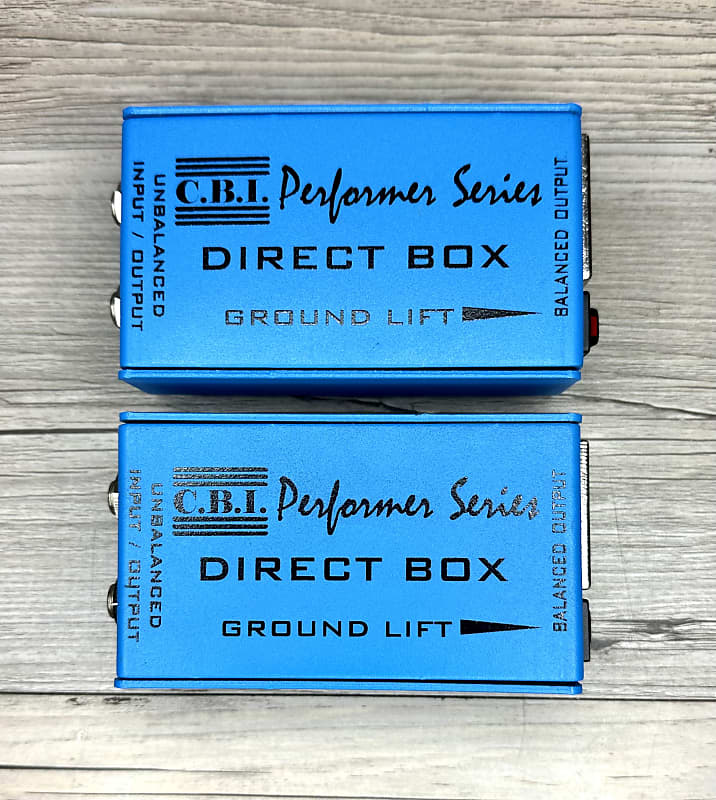 UNBALANCED
INPUT / OUTPUT
C.B.I. Performer Series
DIRECT BOX
GROUND LIFT
BALANCED OUTPUT
UNBALANCED
INPUT / OUTPUT
C.B.I. Performer Series
DIRECT BOX
GROUND LIFT
BALANCED OUTPUT